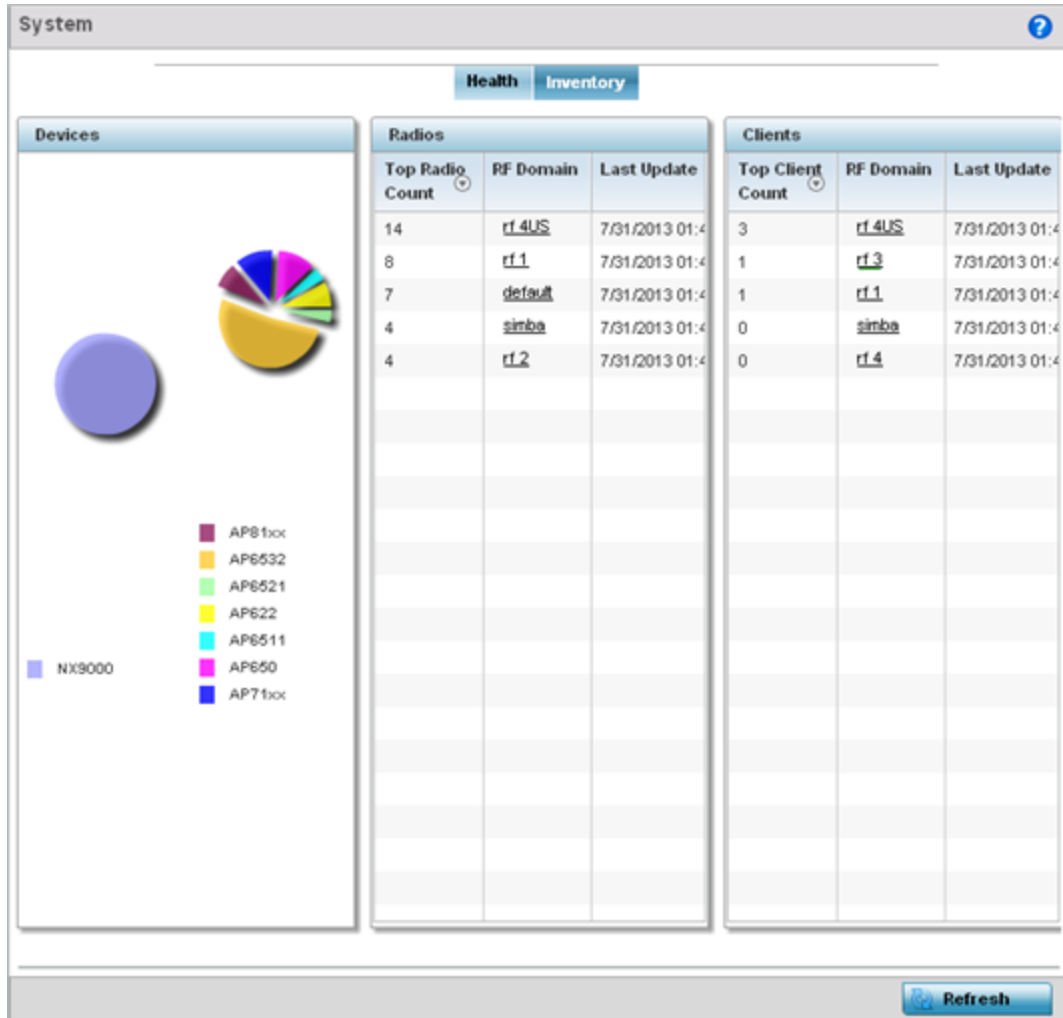 System
Health Inventory
Devices
NX9000
AP81xx
AP6532
AP6521
AP622
AP6511
AP650
AP71xx
Radios
Top Radio Count RF Domain Last Update
14 rf 4US 7/31/2013 01:4
8 rf 1 7/31/2013 01:4
7 default 7/31/2013 01:4
4 simba 7/31/2013 01:4
4 rf 2 7/31/2013 01:4
Clients
Top Client Count RF Domain Last Update
3 rf 4US 7/31/2013 01:4
1 rf 3 7/31/2013 01:4
1 rf 1 7/31/2013 01:4
0 simba 7/31/2013 01:4
0 rf 4 7/31/2013 01:4
Refresh